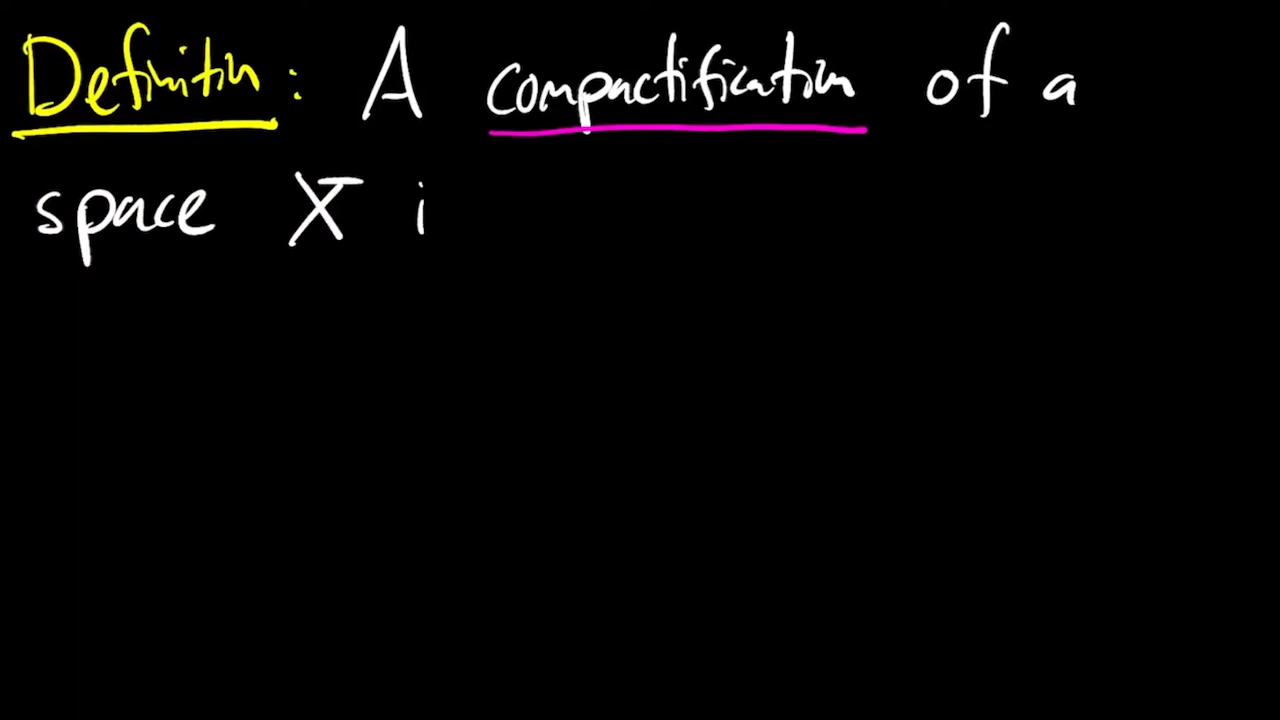 Definition: A compactification of a
space X i